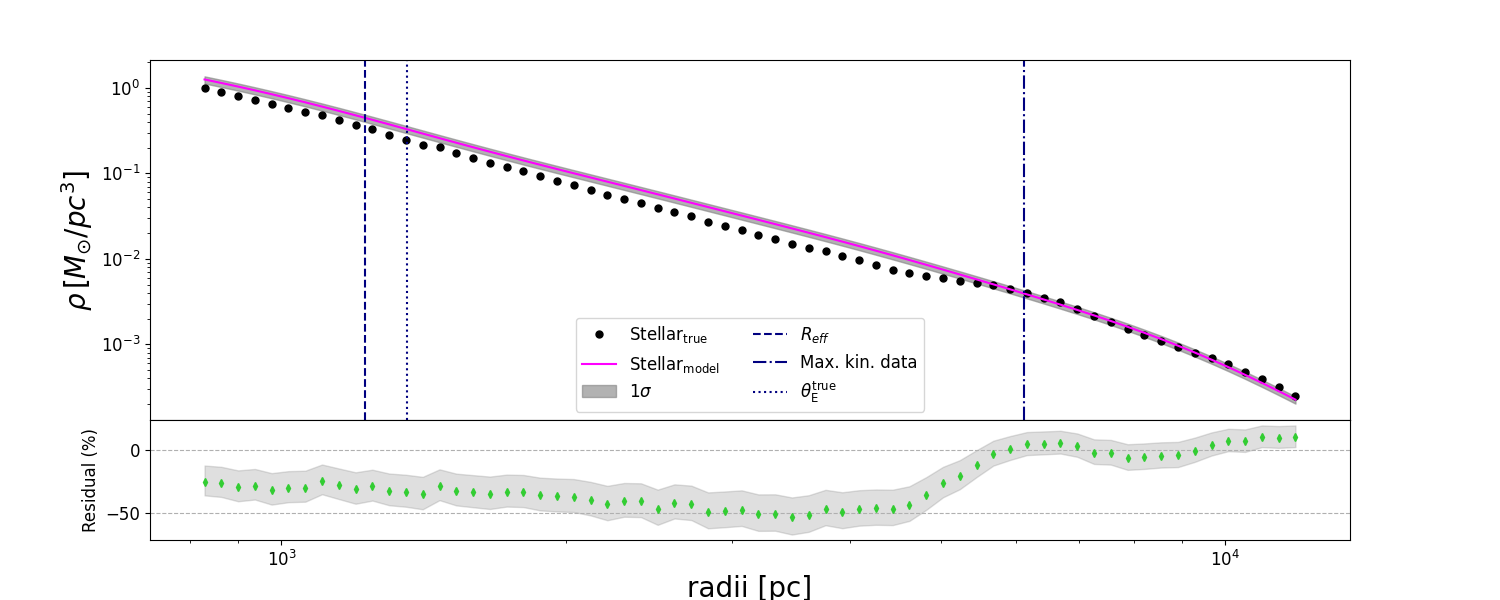 10⁰
10⁻¹
10⁻²
10⁻³
ρ [M⊙/pc³]
Stellar_true
Stellar_model
1σ
R_eff
Max. kin. data
θ_E^true
0
−50
Residual (%)
10³
10⁴
radii [pc]